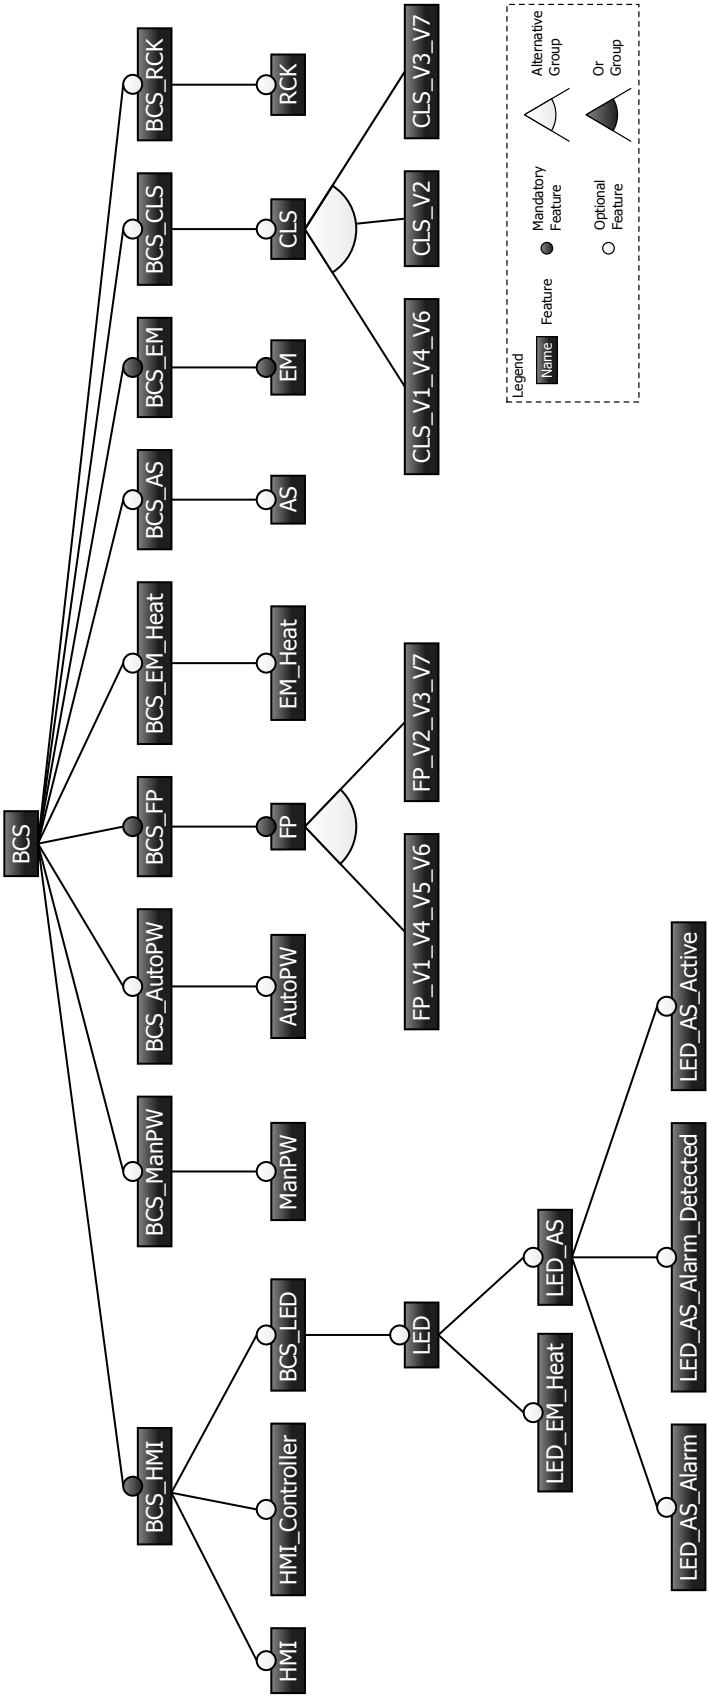 BCS
BCS_HMI
BCS_ManPW
BCS_AutoPW
BCS_FP
BCS_EM_Heat
BCS_AS
BCS_EM
BCS_CLS
BCS_RCK
HMI
HMI_Controller
BCS_LED
ManPW
AutoPW
FP
EM_Heat
AS
EM
CLS
RCK
LED
FP_V1_V4_V5_V6
FP_V2_V3_V7
CLS_V1_V4_V6
CLS_V2
CLS_V3_V7
LED_EM_Heat
LED_AS
LED_AS_Alarm
LED_AS_Alarm_Detected
LED_AS_Active
Legend
Name
Feature
Mandatory
Feature
Optional
Feature
Alternative
Group
Or
Group